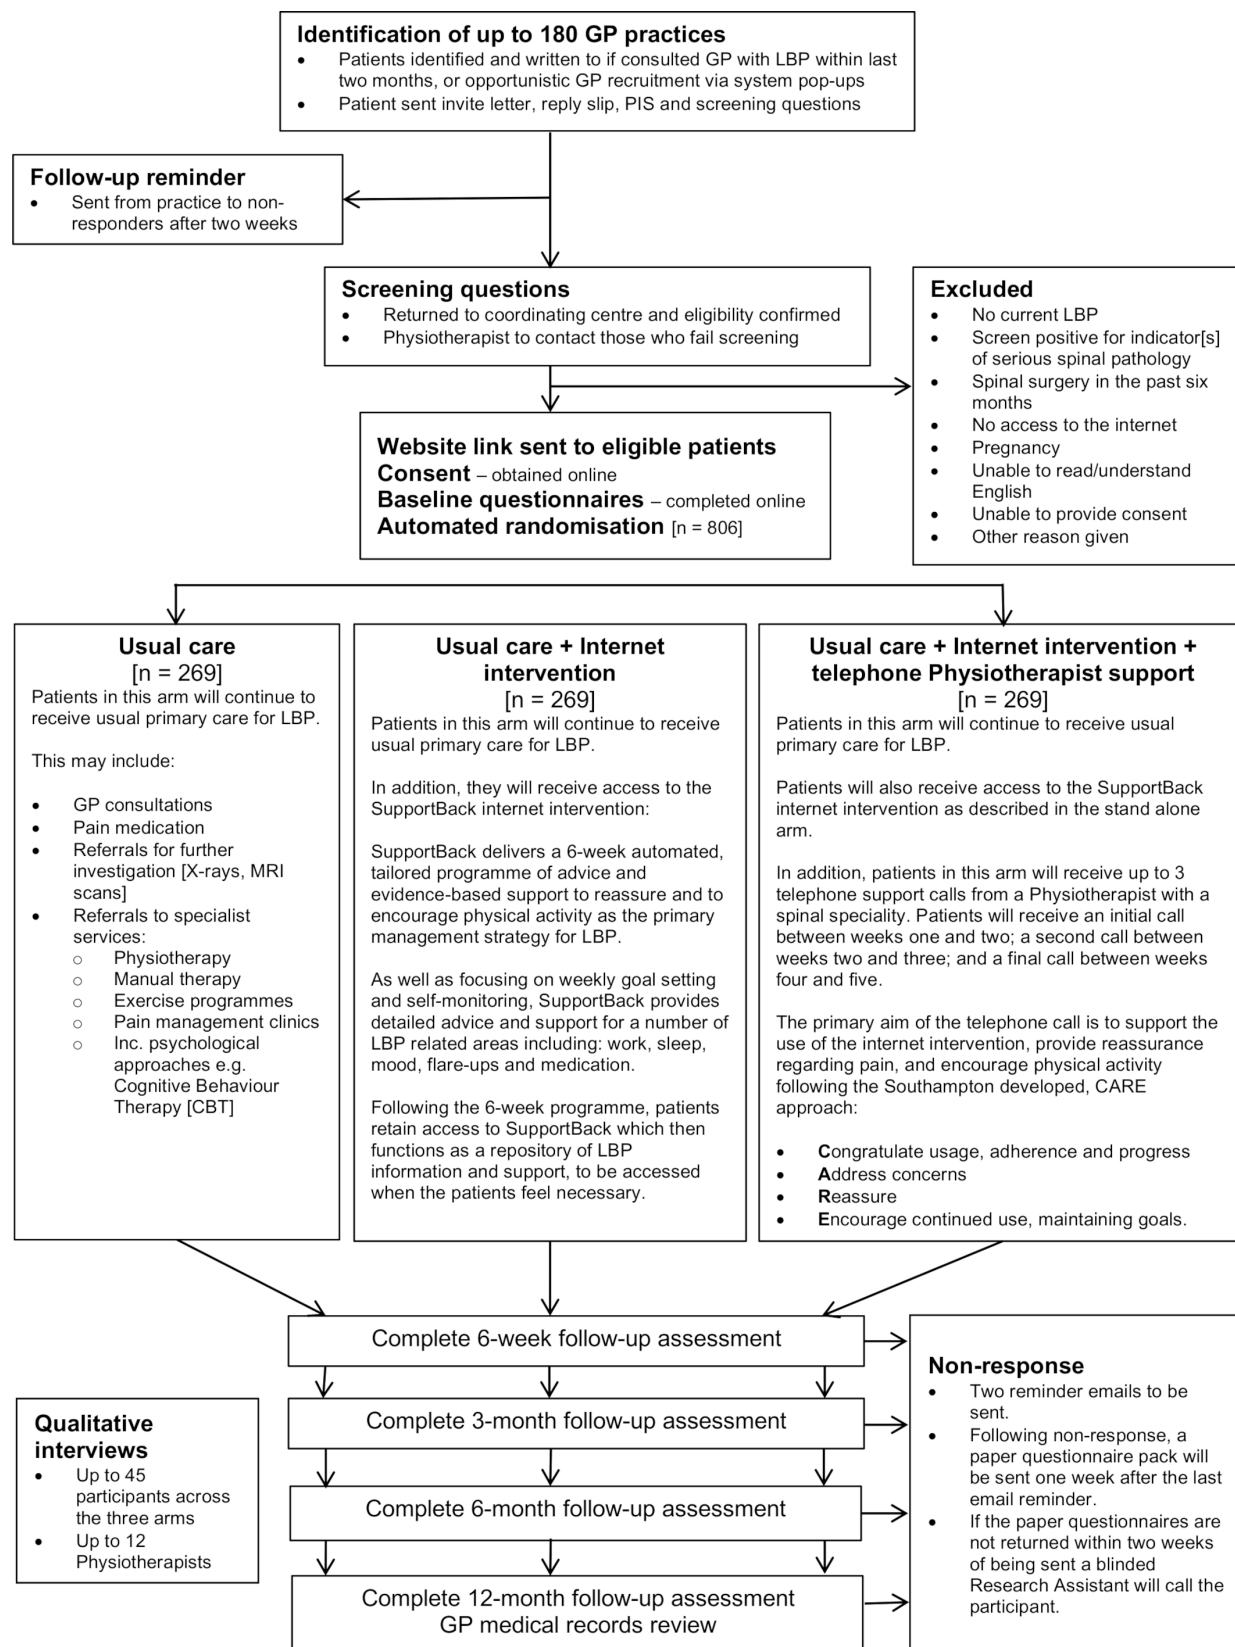 Identification of up to 180 GP practices
• Patients identified and written to if consulted GP with LBP within last
two months, or opportunistic GP recruitment via system pop-ups
• Patient sent invite letter, reply slip, PIS and screening questions
Follow-up reminder
• Sent from practice to non-
responders after two weeks
Screening questions
• Returned to coordinating centre and eligibility confirmed
• Physiotherapist to contact those who fail screening
Excluded
• No current LBP
• Screen positive for indicator[s]
of serious spinal pathology
• Spinal surgery in the past six
months
• No access to the internet
• Pregnancy
• Unable to read/understand
English
• Unable to provide consent
• Other reason given
Website link sent to eligible patients
Consent – obtained online
Baseline questionnaires – completed online
Automated randomisation [n = 806]
Usual care
[n = 269]
Patients in this arm will continue to
receive usual primary care for LBP.
This may include:
• GP consultations
• Pain medication
• Referrals for further
investigation [X-rays, MRI
scans]
• Referrals to specialist
services:
○ Physiotherapy
○ Manual therapy
○ Exercise programmes
○ Pain management clinics
○ Inc. psychological
approaches e.g.
Cognitive Behaviour
Therapy [CBT]
Usual care + Internet
intervention
[n = 269]
Patients in this arm will continue to receive
usual primary care for LBP.
In addition, they will receive access to the
SupportBack internet intervention:
SupportBack delivers a 6-week automated,
tailored programme of advice and
evidence-based support to reassure and to
encourage physical activity as the primary
management strategy for LBP.
As well as focusing on weekly goal setting
and self-monitoring, SupportBack provides
detailed advice and support for a number of
LBP related areas including: work, sleep,
mood, flare-ups and medication.
Following the 6-week programme, patients
retain access to SupportBack which then
functions as a repository of LBP
information and support, to be accessed
when the patients feel necessary.
Usual care + Internet intervention +
telephone Physiotherapist support
[n = 269]
Patients in this arm will continue to receive usual
primary care for LBP.
Patients will also receive access to the SupportBack
internet intervention as described in the stand alone
arm.
In addition, patients in this arm will receive up to 3
telephone support calls from a Physiotherapist with a
spinal speciality. Patients will receive an initial call
between weeks one and two; a second call between
weeks two and three; and a final call between weeks
four and five.
The primary aim of the telephone call is to support the
use of the internet intervention, provide reassurance
regarding pain, and encourage physical activity
following the Southampton developed, CARE
approach:
• Congratulate usage, adherence and progress
• Address concerns
• Reassure
• Encourage continued use, maintaining goals.
Complete 6-week follow-up assessment
Complete 3-month follow-up assessment
Complete 6-month follow-up assessment
Complete 12-month follow-up assessment
GP medical records review
Qualitative
interviews
• Up to 45
participants across
the three arms
• Up to 12
Physiotherapists
Non-response
• Two reminder emails to be
sent.
• Following non-response, a
paper questionnaire pack will
be sent one week after the last
email reminder.
• If the paper questionnaires are
not returned within two weeks
of being sent a blinded
Research Assistant will call the
participant.